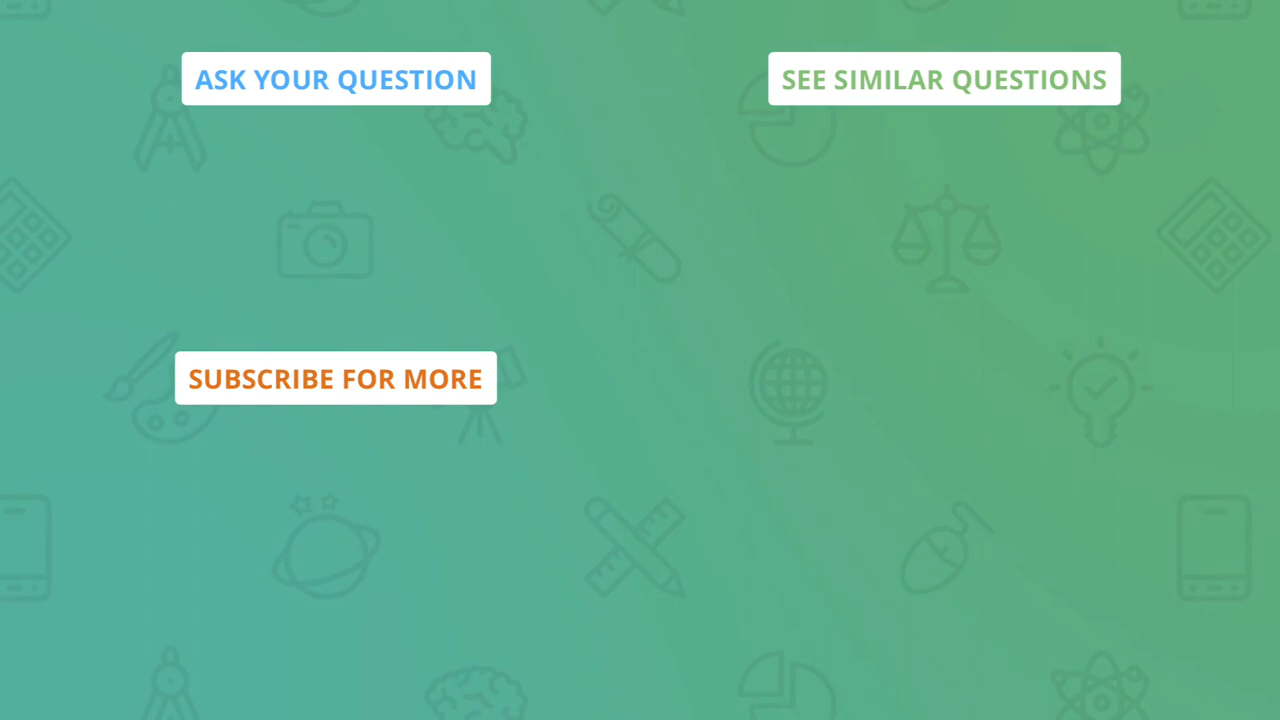 ASK YOUR QUESTION
SEE SIMILAR QUESTIONS
SUBSCRIBE FOR MORE